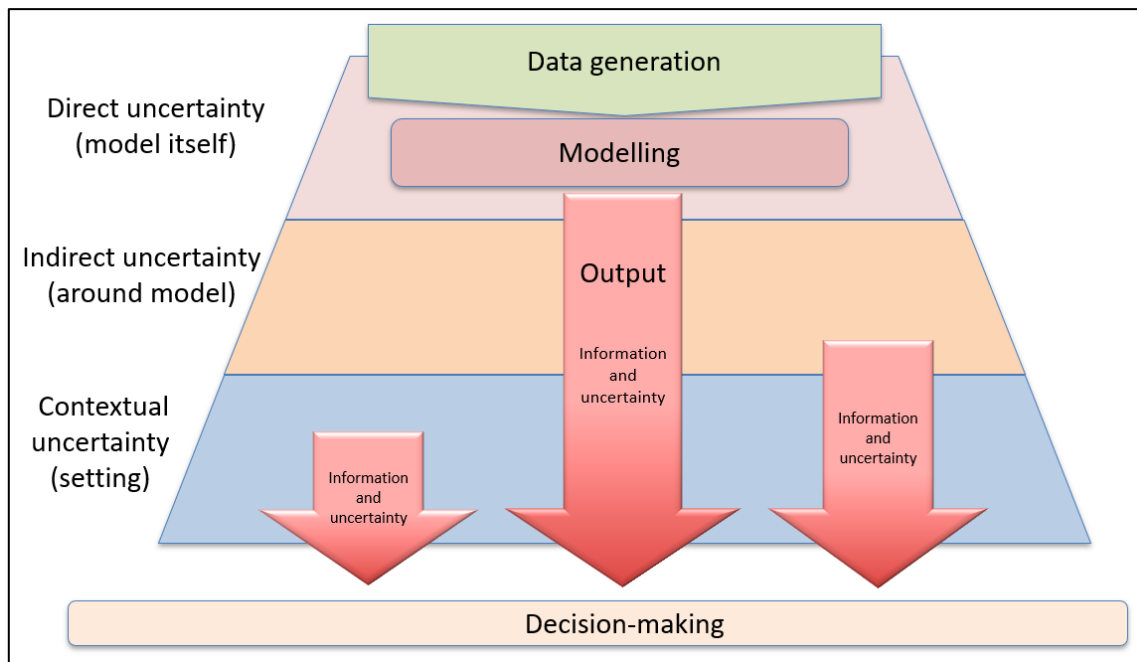 Data generation
Direct uncertainty
(model itself)
Modelling
Indirect uncertainty
(around model)
Output
Information
and
uncertainty
Contextual
uncertainty
(setting)
Information
and
uncertainty
Information
and
uncertainty
Decision-making